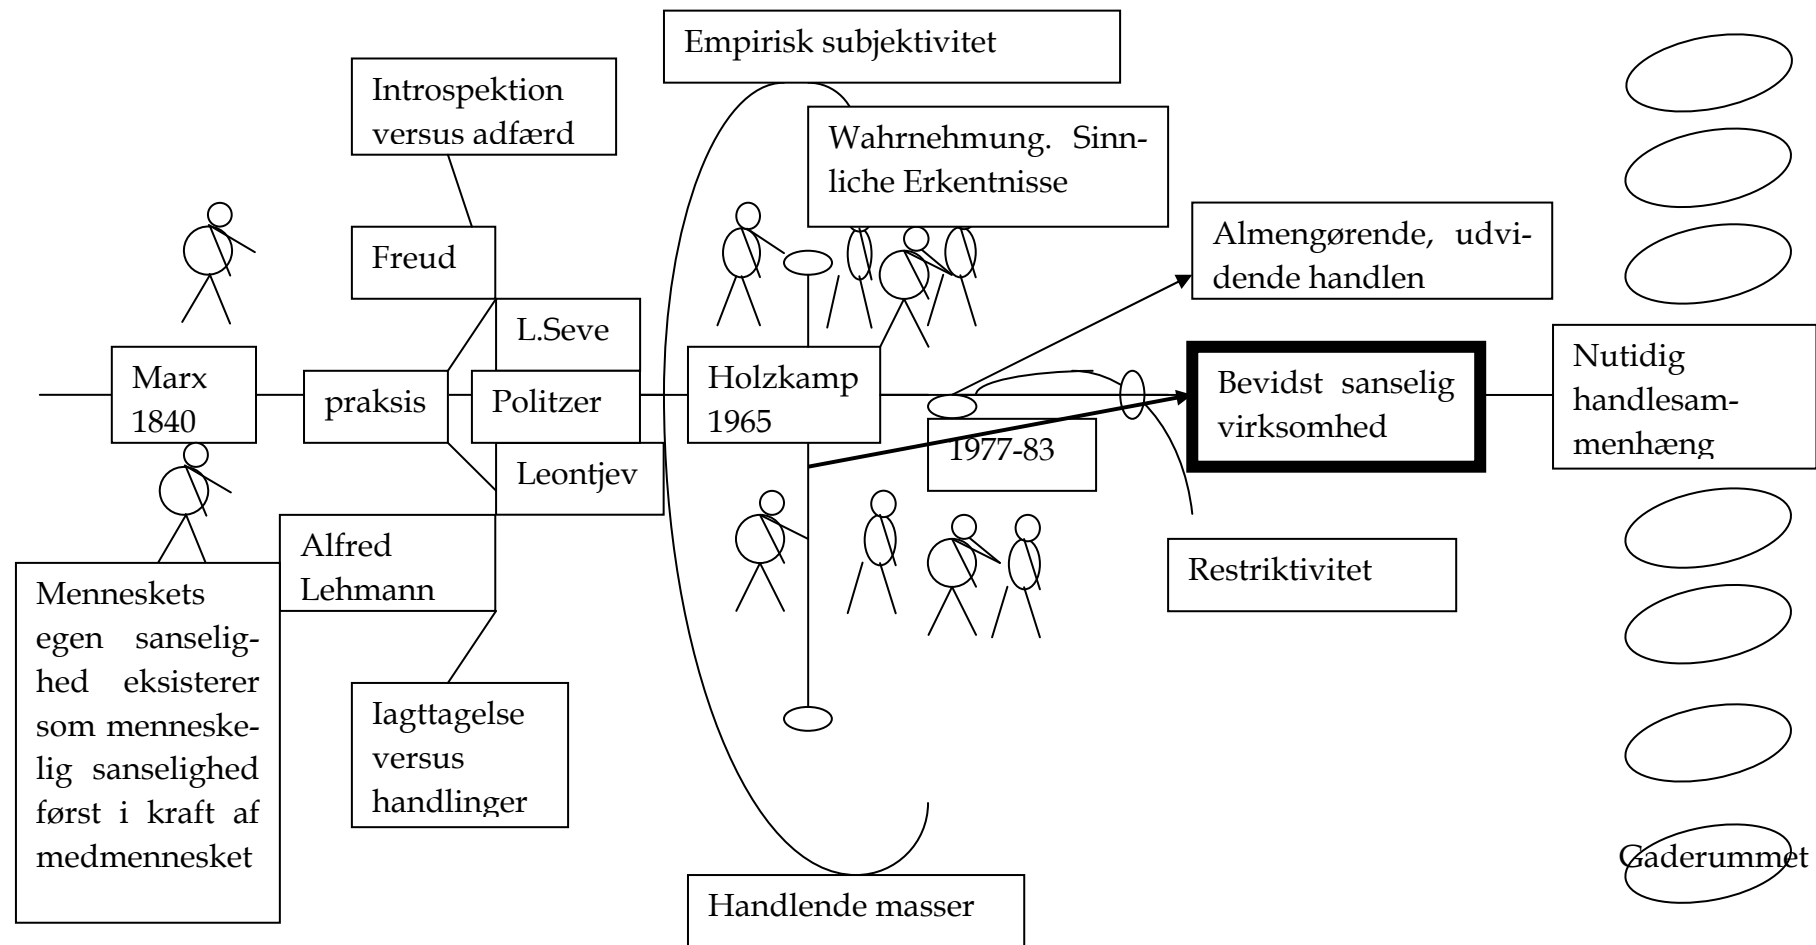 Empirisk subjektivitet
Introspektion
versus adfærd
Wahrnehmung. Sinn-
liche Erkentnisse
Freud
Almengørende, udvi-
dende handlen
L.Seve
Marx
1840
praksis
Politzer
Holzkamp
1965
Bevidst sanselig
virksomhed
Nutidig
handlesam-
menhæng
Leontjev
1977-83
Alfred
Lehmann
Restriktivitet
Menneskets
egen sanselig-
hed eksisterer
som menneske-
lig sanselighed
først i kraft af
medmennesket
Iagttagelse
versus
handlinger
Gaderummet
Handlende masser